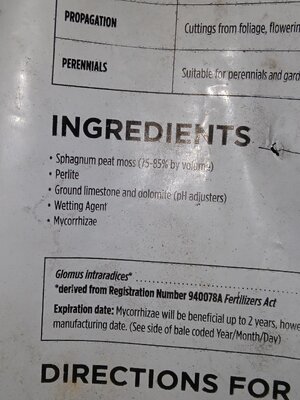 PROPAGATION
Cuttings from foliage,
PERENNIALS
Suitable for perennials and
INGREDIENTS
• Sphagnum peat moss (75-85% by volume)
• Perlite
• Ground limestone and dolomite (pH adjusters)
• Wetting Agent
• Mycorrhizae
Glomus intraradices*
*derived from Registration Number 940078A Fertilizers Act
Expiration date: Mycorrhizae will be beneficial up to 2 years,
manufacturing date. (See side of bale coded Year/Month/Day)
DIRECTIONS FOR